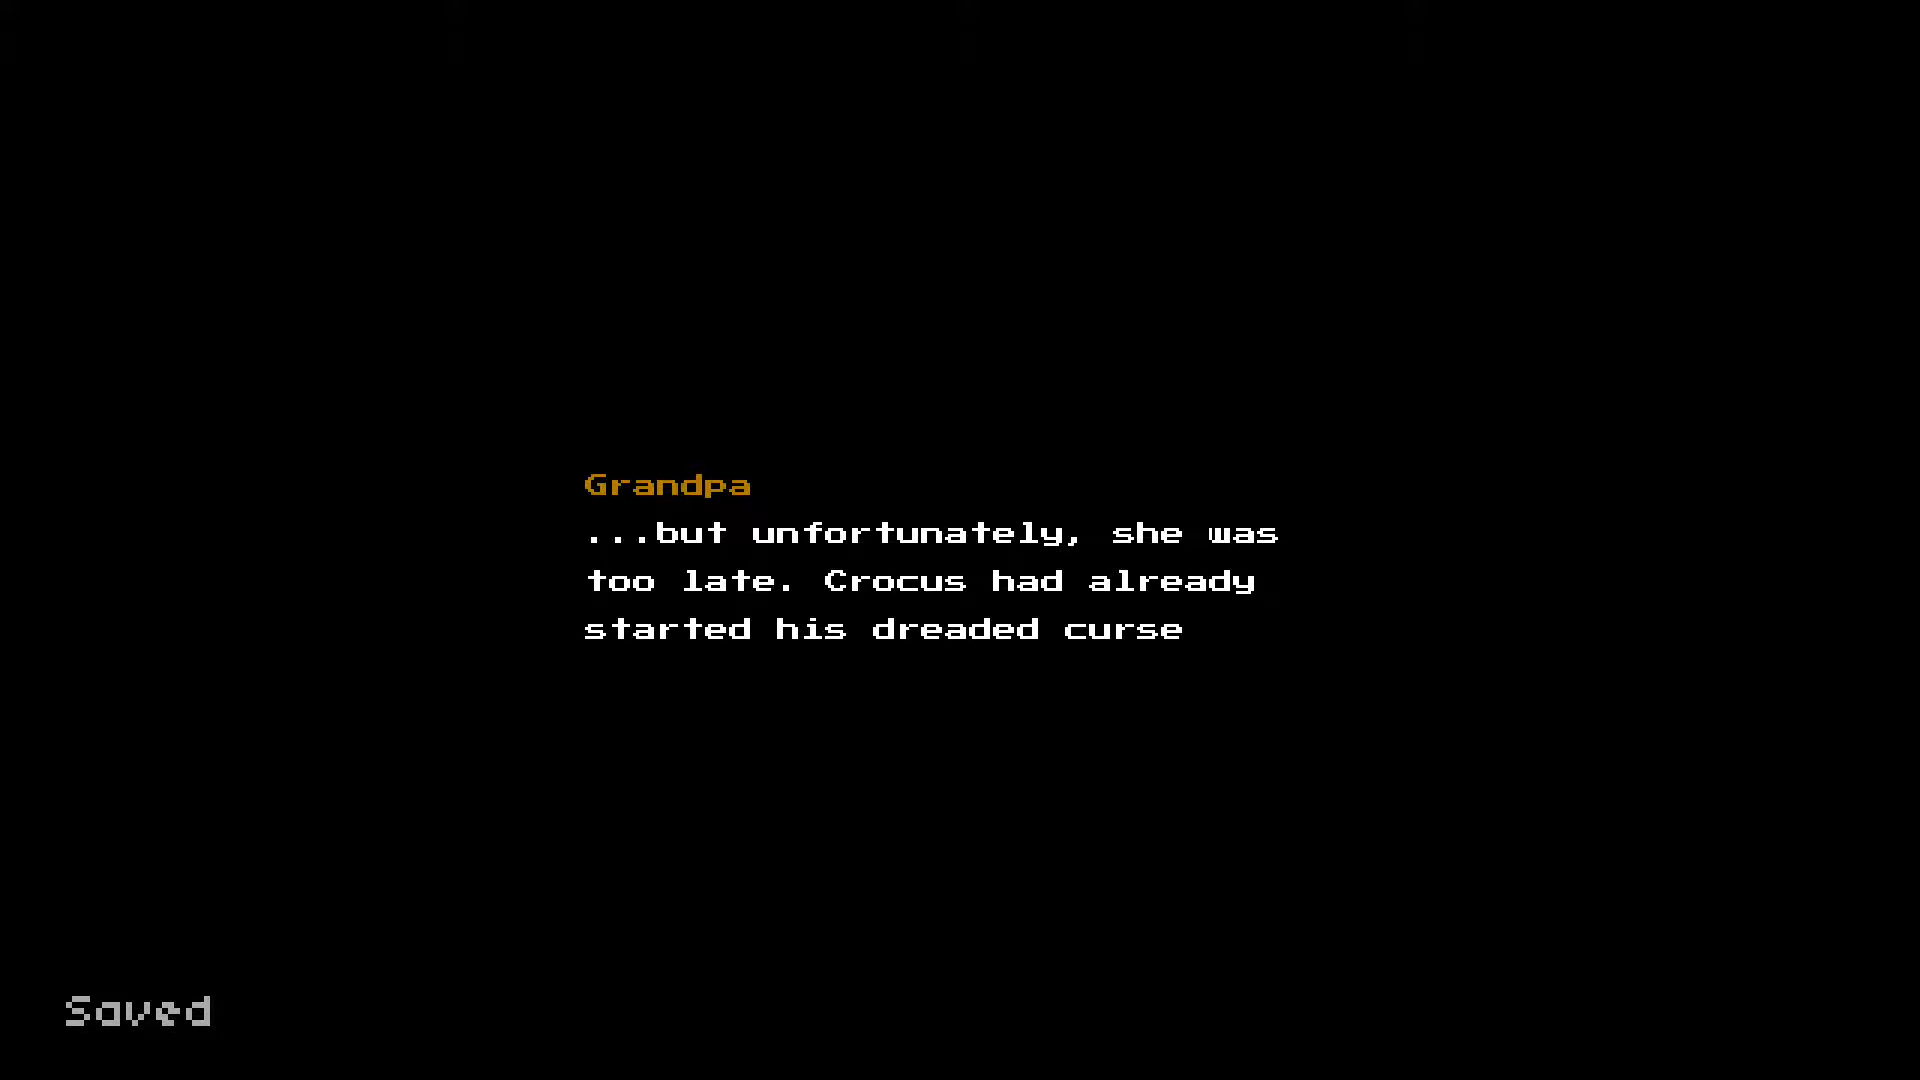 Grandpa
...but unfortunately, she was
too late. Crocus had already
started his dreaded curse
Saved